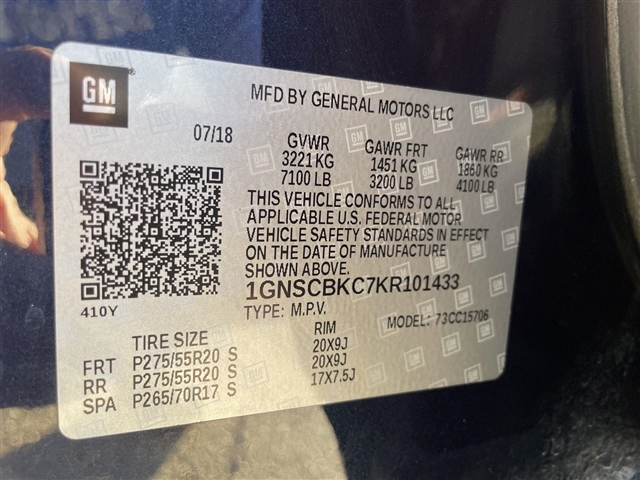 GM
MFD BY GENERAL MOTORS LLC
07/18
GVWR GAWR FRT GAWR RR
3221 KG 1451 KG 1860 KG
7100 LB 3200 LB 4100 LB
THIS VEHICLE CONFORMS TO ALL
APPLICABLE U.S. FEDERAL MOTOR
VEHICLE SAFETY STANDARDS IN EFFECT
ON THE DATE OF MANUFACTURE
SHOWN ABOVE.
1GNSCBKC7KR101433
410Y
TYPE: M.P.V. MODEL: 73CC15706
TIRE SIZE RIM
FRT P275/55R20 S 20X9J
RR P275/55R20 S 20X9J
SPA P265/70R17 S 17X7.5J